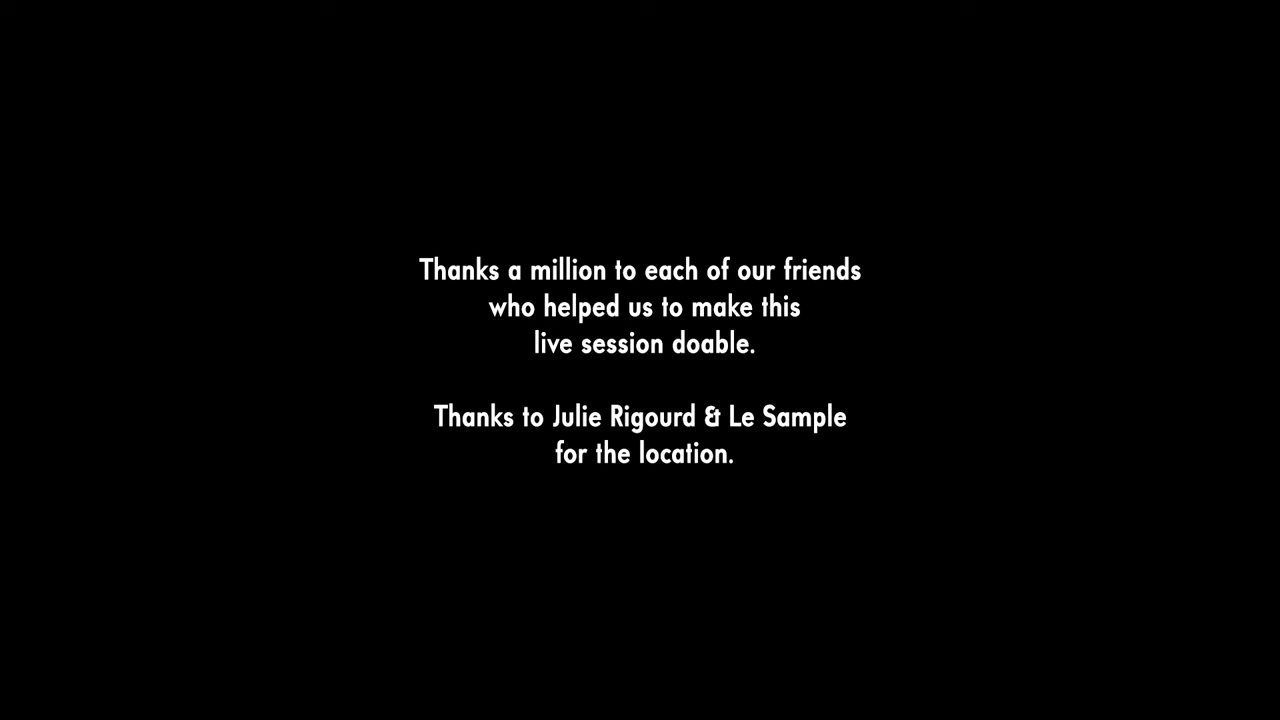 Thanks a million to each of our friends
who helped us to make this
live session doable.
Thanks to Julie Rigourd & Le Sample
for the location.